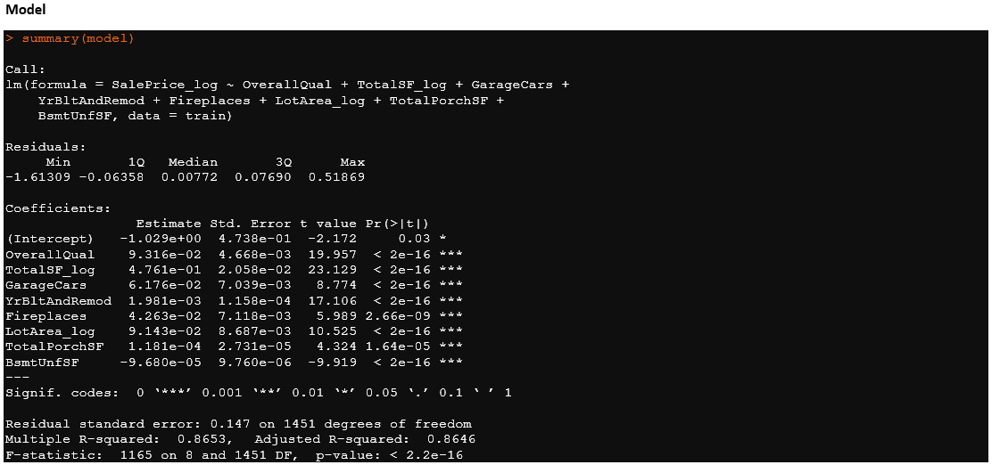 Model
> summary(model)
Call:
lm(formula = SalePrice_log ~ OverallQual + TotalSF_log + GarageCars +
    YrBltAndRemod + Fireplaces + LotArea_log + TotalPorchSF +
    BsmtUnfSF, data = train)
Residuals:
     Min       1Q   Median       3Q      Max
-1.61309 -0.06358  0.00772  0.07690  0.51869
Coefficients:
                Estimate Std. Error t value Pr(>|t|)
(Intercept)   -1.029e+00  4.738e-01  -2.172     0.03 *
OverallQual    9.316e-02  4.668e-03  19.957  < 2e-16 ***
TotalSF_log    4.761e-01  2.058e-02  23.129  < 2e-16 ***
GarageCars     6.176e-02  7.039e-03   8.774  < 2e-16 ***
YrBltAndRemod  1.981e-03  1.158e-04  17.106  < 2e-16 ***
Fireplaces     4.263e-02  7.118e-03   5.989 2.66e-09 ***
LotArea_log    9.143e-02  8.687e-03  10.525  < 2e-16 ***
TotalPorchSF   1.181e-04  2.731e-05   4.324 1.64e-05 ***
BsmtUnfSF     -9.680e-05  9.760e-06  -9.919  < 2e-16 ***
---
Signif. codes:  0 ‘***’ 0.001 ‘**’ 0.01 ‘*’ 0.05 ‘.’ 0.1 ‘ ’ 1
Residual standard error: 0.147 on 1451 degrees of freedom
Multiple R-squared:  0.8653,   Adjusted R-squared:  0.8646
F-statistic:  1165 on 8 and 1451 DF,  p-value: < 2.2e-16